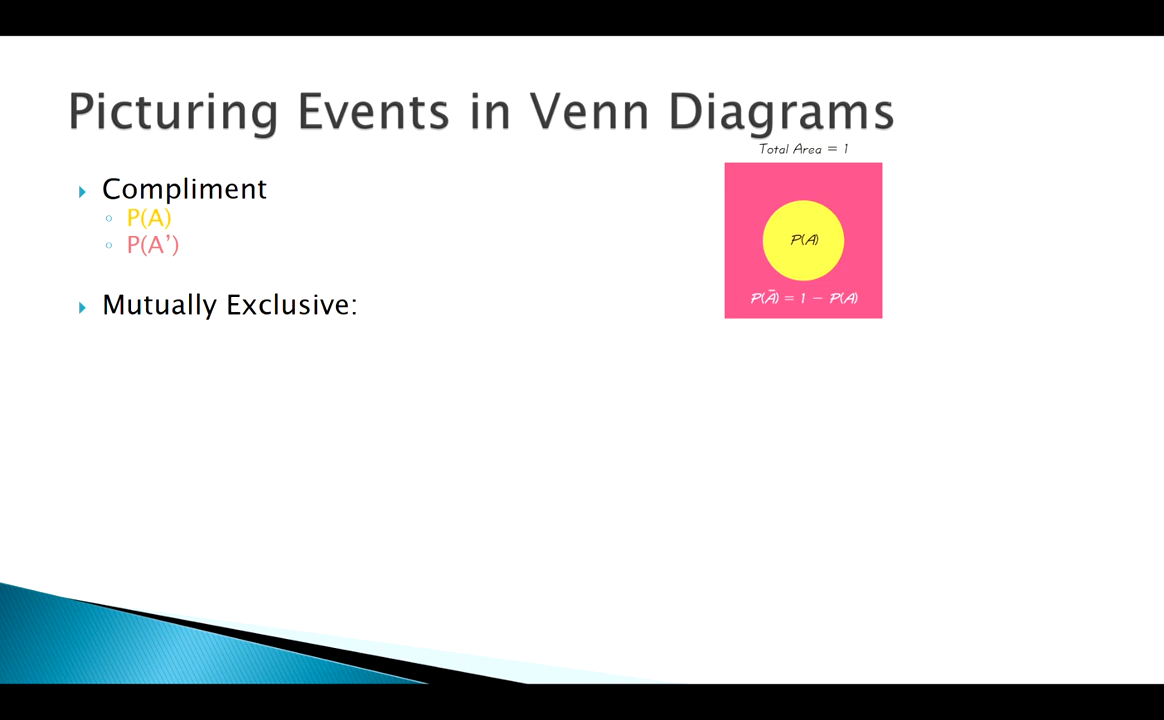 Picturing Events in Venn Diagrams
Total Area = 1
Compliment
P(A)
P(A’)
Mutually Exclusive:
P(A)
P(Ā) = 1 − P(A)